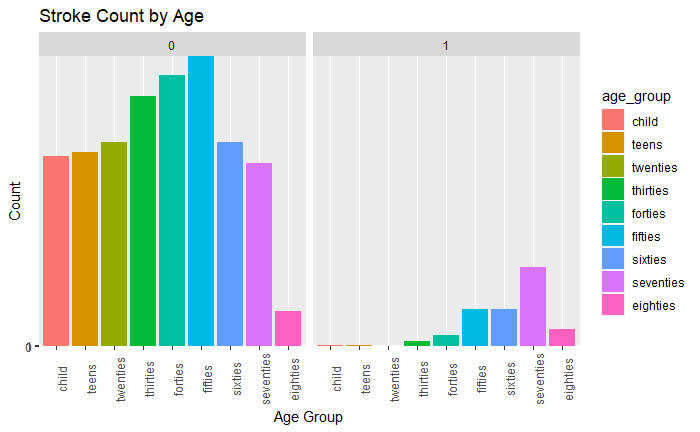 Stroke Count by Age
0
1
age_group
child
teens
twenties
thirties
forties
fifties
sixties
seventies
eighties
Count
child
teens
twenties
thirties
forties
fifties
sixties
seventies
eighties
child
teens
twenties
thirties
forties
fifties
sixties
seventies
eighties
Age Group